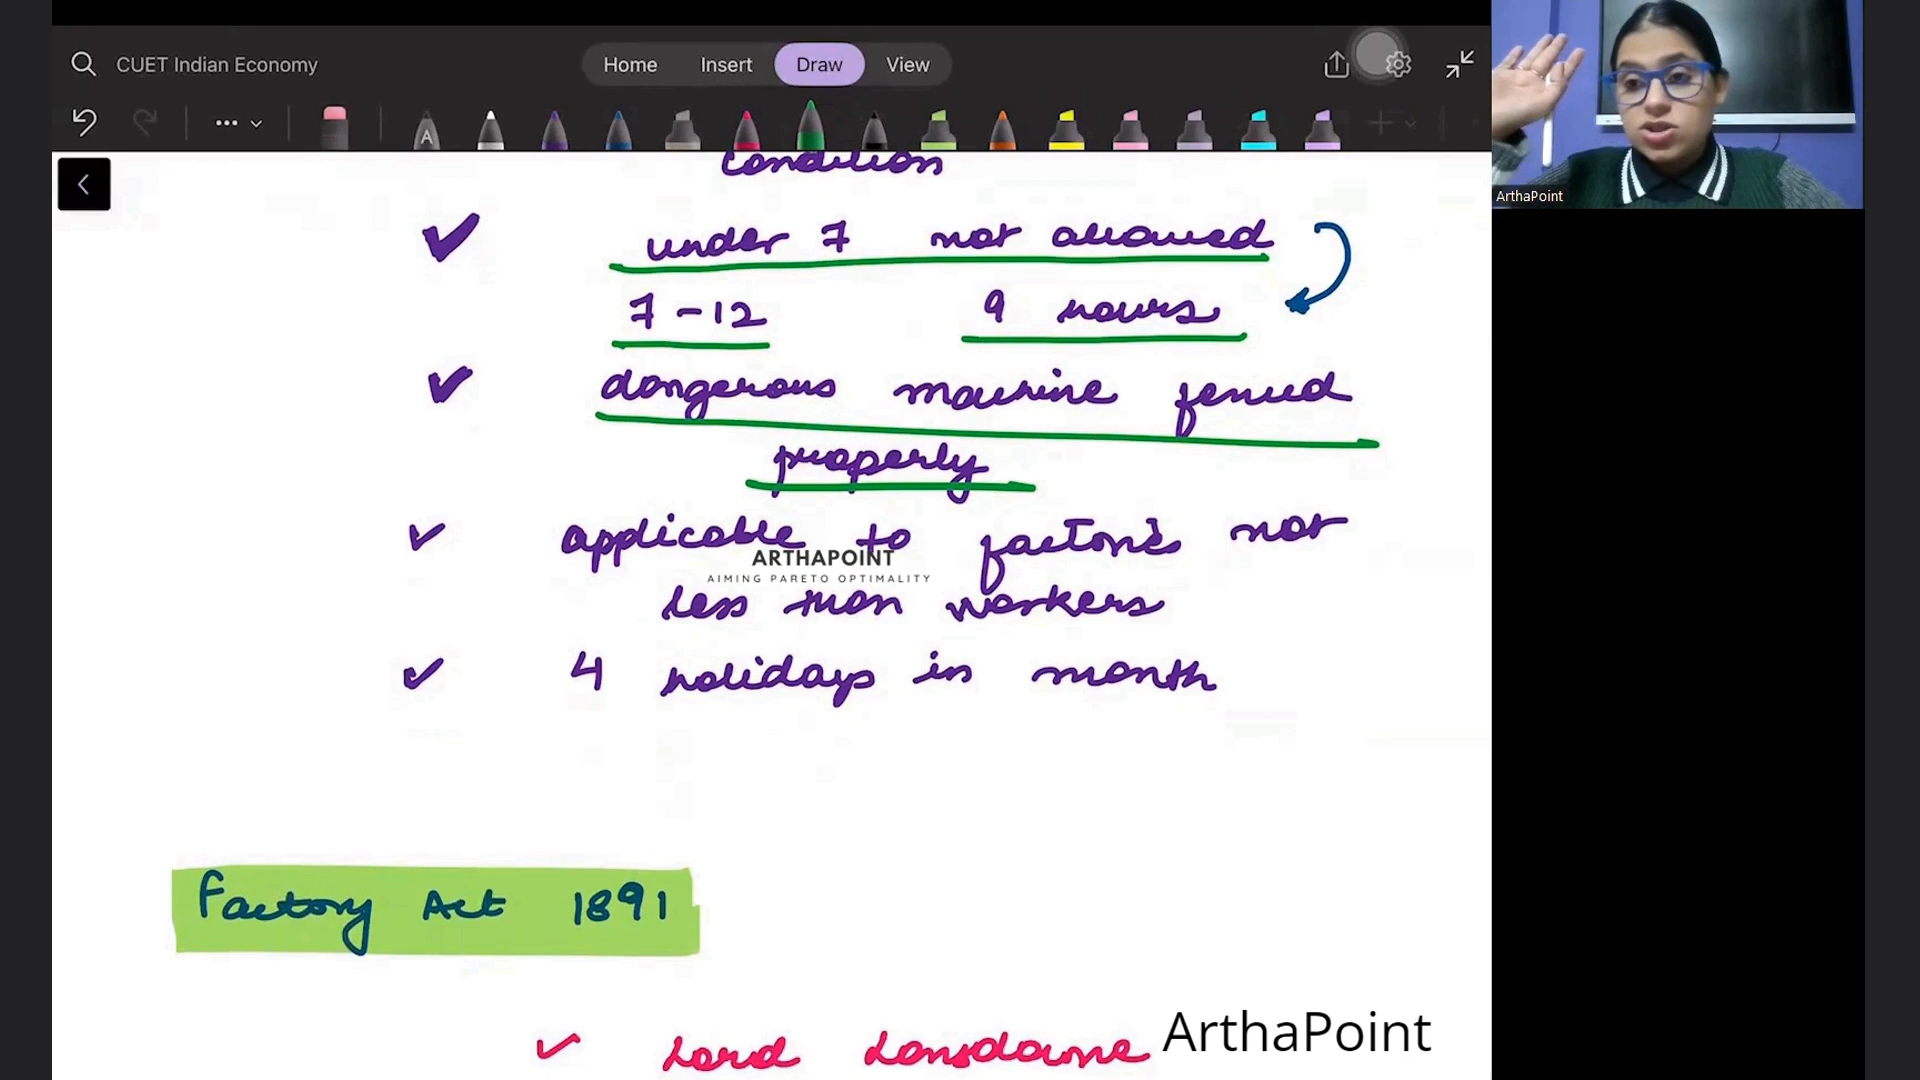 CUET Indian Economy
Home Insert Draw View
A
ArthaPoint
condition
under 7 not allowed
7-12 9 hours
dangerous machine fenced
properly
applicable to factories not
ARTHAPOINT
AIMING PARETO OPTIMALITY
less than workers
4 holidays in month
Factory Act 1891
Lord Lansdowne
ArthaPoint